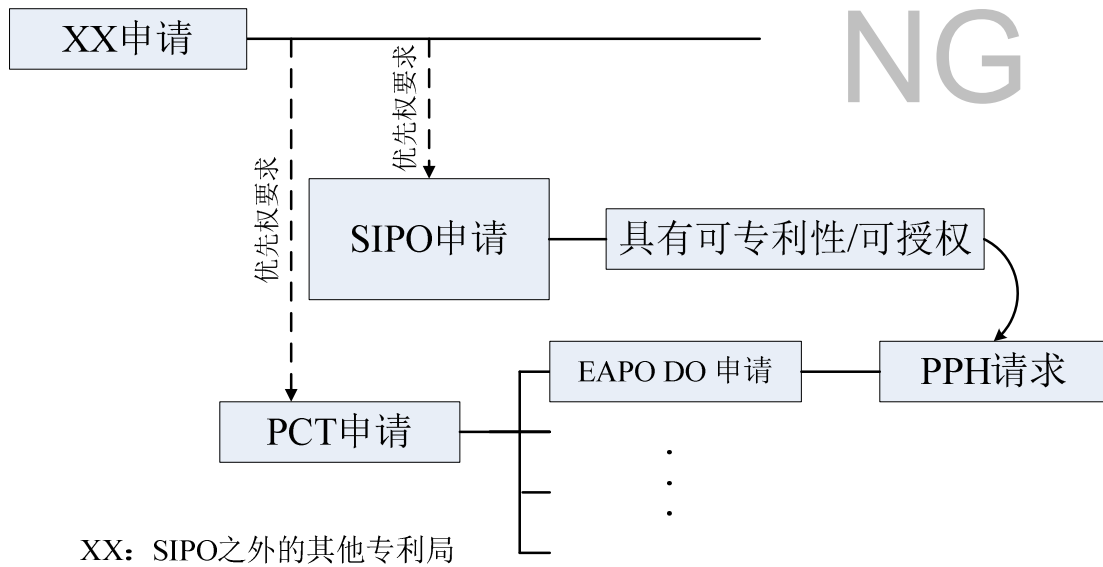 XX申请
NG
优先权要求
优先权要求
SIPO申请
具有可专利性/可授权
EAPO DO 申请
PPH请求
PCT申请
XX：SIPO之外的其他专利局